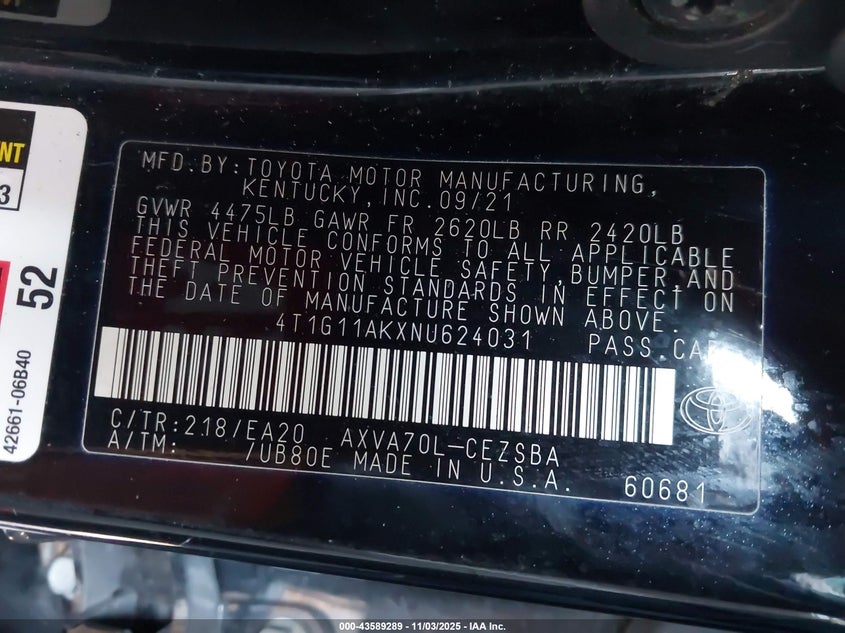 NT
3
52
42661-06B40
MFD.BY:TOYOTA MOTOR MANUFACTURING,
KENTUCKY,INC.09/21
GVWR 4475LB GAWR FR 2620LB RR 2420LB
THIS VEHICLE CONFORMS TO ALL APPLICABLE
FEDERAL MOTOR VEHICLE SAFETY,BUMPER,AND
THEFT PREVENTION STANDARDS IN EFFECT ON
THE DATE OF MANUFACTURE SHOWN ABOVE.
4T1G11AKXNU624031 PASS.CAR
C/TR:218/EA20 AXVA70L-CEZSBA
A/TM: /UB80E MADE IN U.S.A. 60681
000-43589289 - 11/03/2025 - IAA Inc.